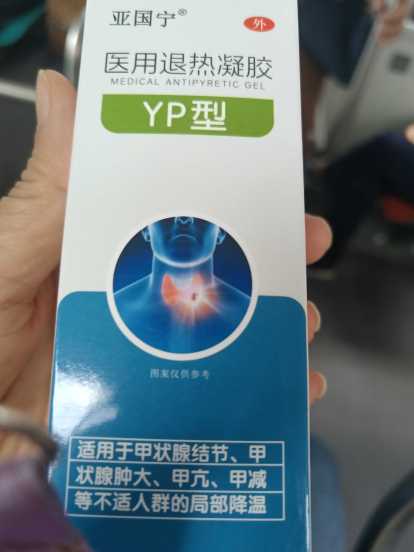 亚国宁®
外
医用退热凝胶
MEDICAL ANTIPYRETIC GEL
YP型
图案仅供参考
适用于甲状腺结节、甲
状腺肿大、甲亢、甲减
等不适人群的局部降温